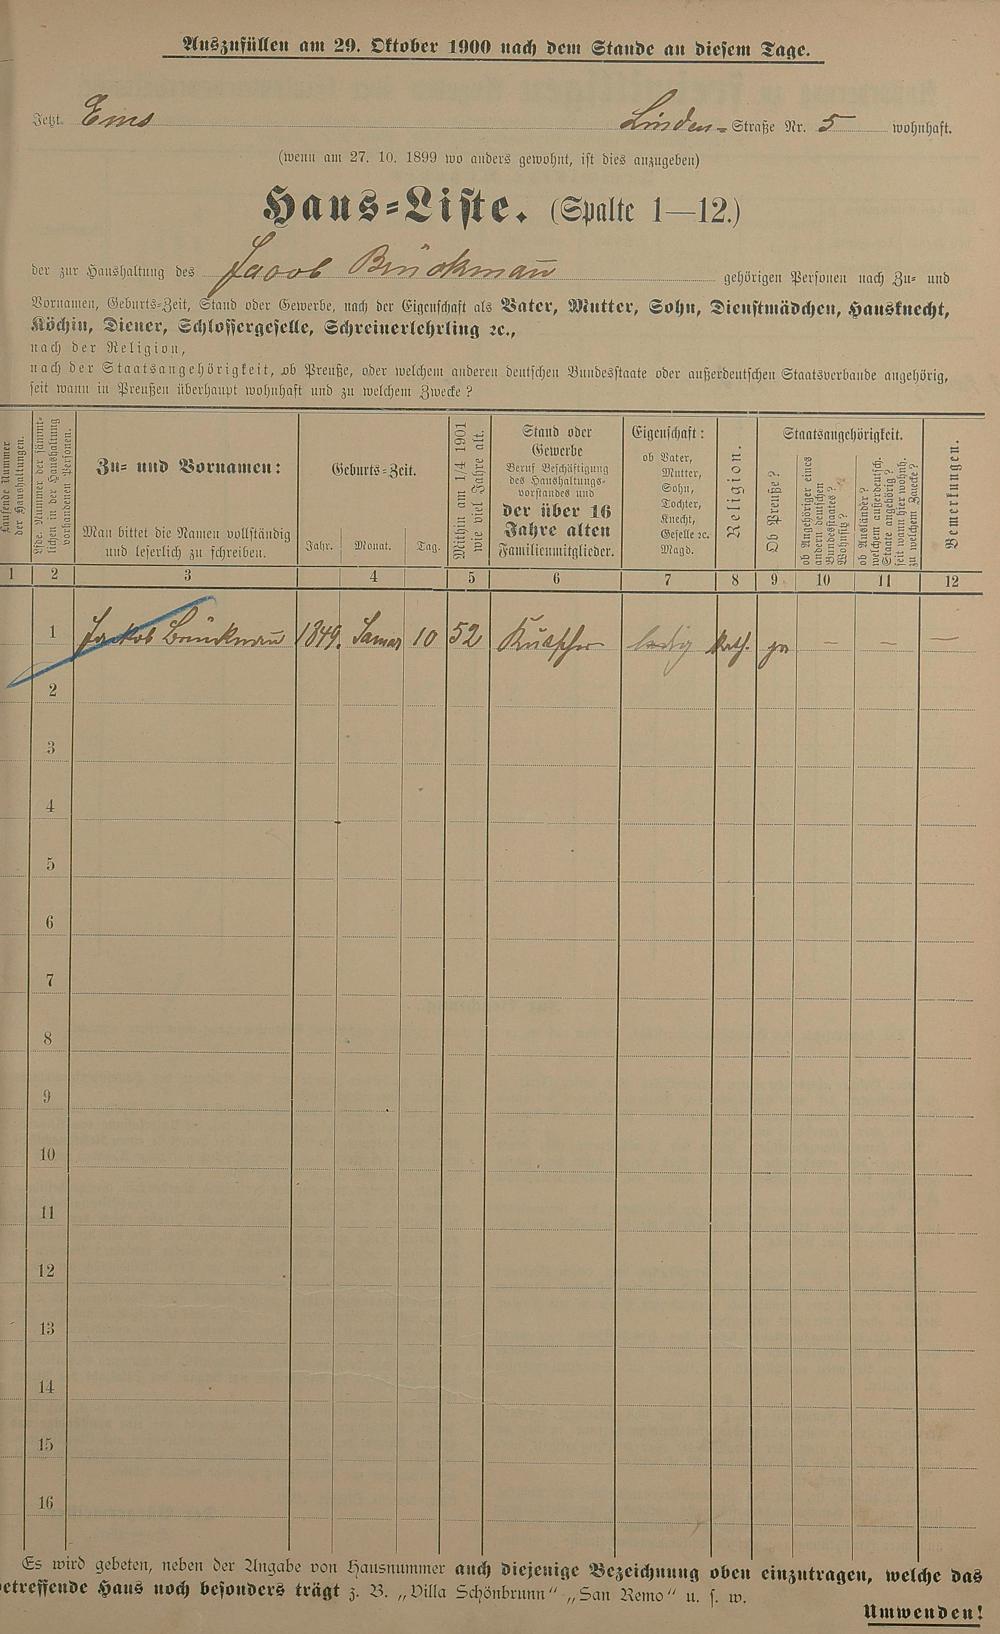 Auszufüllen am 29. Oktober 1900 nach dem Stande an diesem Tage.
Jetzt Ems Linden-Straße Nr. 5 wohnhaft.
(wenn am 27. 10. 1899 wo anders gewohnt, ist dies anzugeben)
Haus-Liste. (Spalte 1—12.)
der zur Haushaltung des Jacob Brückmañ gehörigen Personen nach Zu- und
Vornamen, Geburts-Zeit, Stand oder Gewerbe, nach der Eigenschaft als Vater, Mutter, Sohn, Dienstmädchen, Hausknecht,
Köchin, Diener, Schlossergeselle, Schreinerlehrling ec.,
nach der Religion,
nach der Staatsangehörigkeit, ob Preuße, oder welchem anderen deutschen Bundesstaate oder außerdeutschen Staatsverbande angehörig,
seit wann in Preußen überhaupt wohnhaft und zu welchem Zwecke?
Laufende Nummer
der Haushaltungen.
Lfde. Nummer der sämmt-
lichen in der Haushaltung
vorhandenen Personen.
Zu- und Vornamen:
Man bittet die Namen vollständig
und leserlich zu schreiben.
Geburts-Zeit.
Jahr. Monat. Tag.
Mithin am 1/4 1901
wie viel Jahre alt.
Stand oder
Gewerbe
Beruf Beschäftigung
des Haushaltungs-
vorstandes und
der über 16
Jahre alten
Familienmitglieder.
Eigenschaft:
ob Vater,
Mutter,
Sohn,
Tochter,
Knecht,
Geselle ec.
Magd.
Religion.
Staatsangehörigkeit.
Ob Preuße?
ob Angehöriger eines
andern deutschen
Bundesstaates?
Wohnsitz?
ob Ausländer?
welchem außerdeutsch.
Staate angehörig?
seit wann hier wohnh.
zu welchem Zwecke?
Bemerkungen.
1 2 3 4 5 6 7 8 9 10 11 12
1 Jackob Brückmañ 1849. Januar 10 52 Kutscher ledig kath. ja — — —
2
3
4
5
6
7
8
9
10
11
12
13
14
15
16
Es wird gebeten, neben der Angabe von Hausnummer auch diejenige Bezeichnung oben einzutragen, welche das
betreffende Haus noch besonders trägt z. B. „Villa Schönbrunn" „San Remo" u. s. w.
Umwenden!